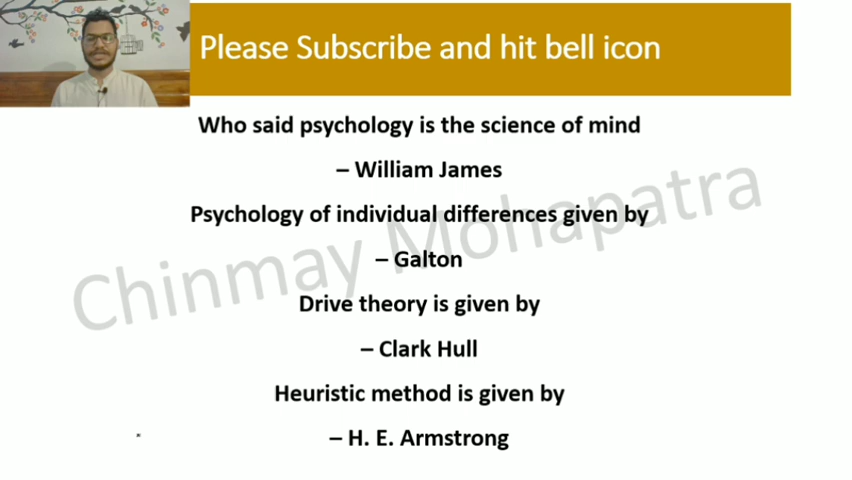 Please Subscribe and hit bell icon
Who said psychology is the science of mind
– William James
Psychology of individual differences given by
– Galton
Drive theory is given by
– Clark Hull
Heuristic method is given by
– H. E. Armstrong
Chinmay Mohapatra